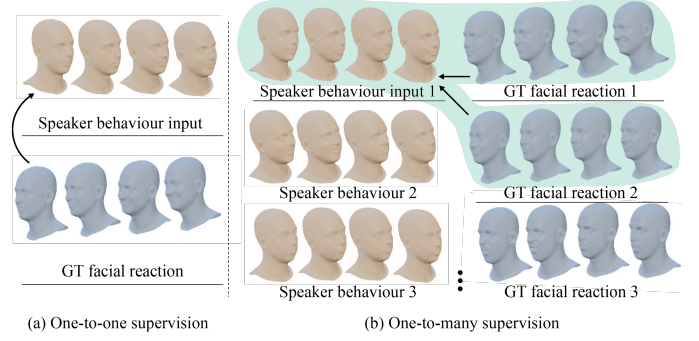 Speaker behaviour input
GT facial reaction
(a) One-to-one supervision
Speaker behaviour input 1
GT facial reaction 1
Speaker behaviour 2
GT facial reaction 2
Speaker behaviour 3
GT facial reaction 3
(b) One-to-many supervision